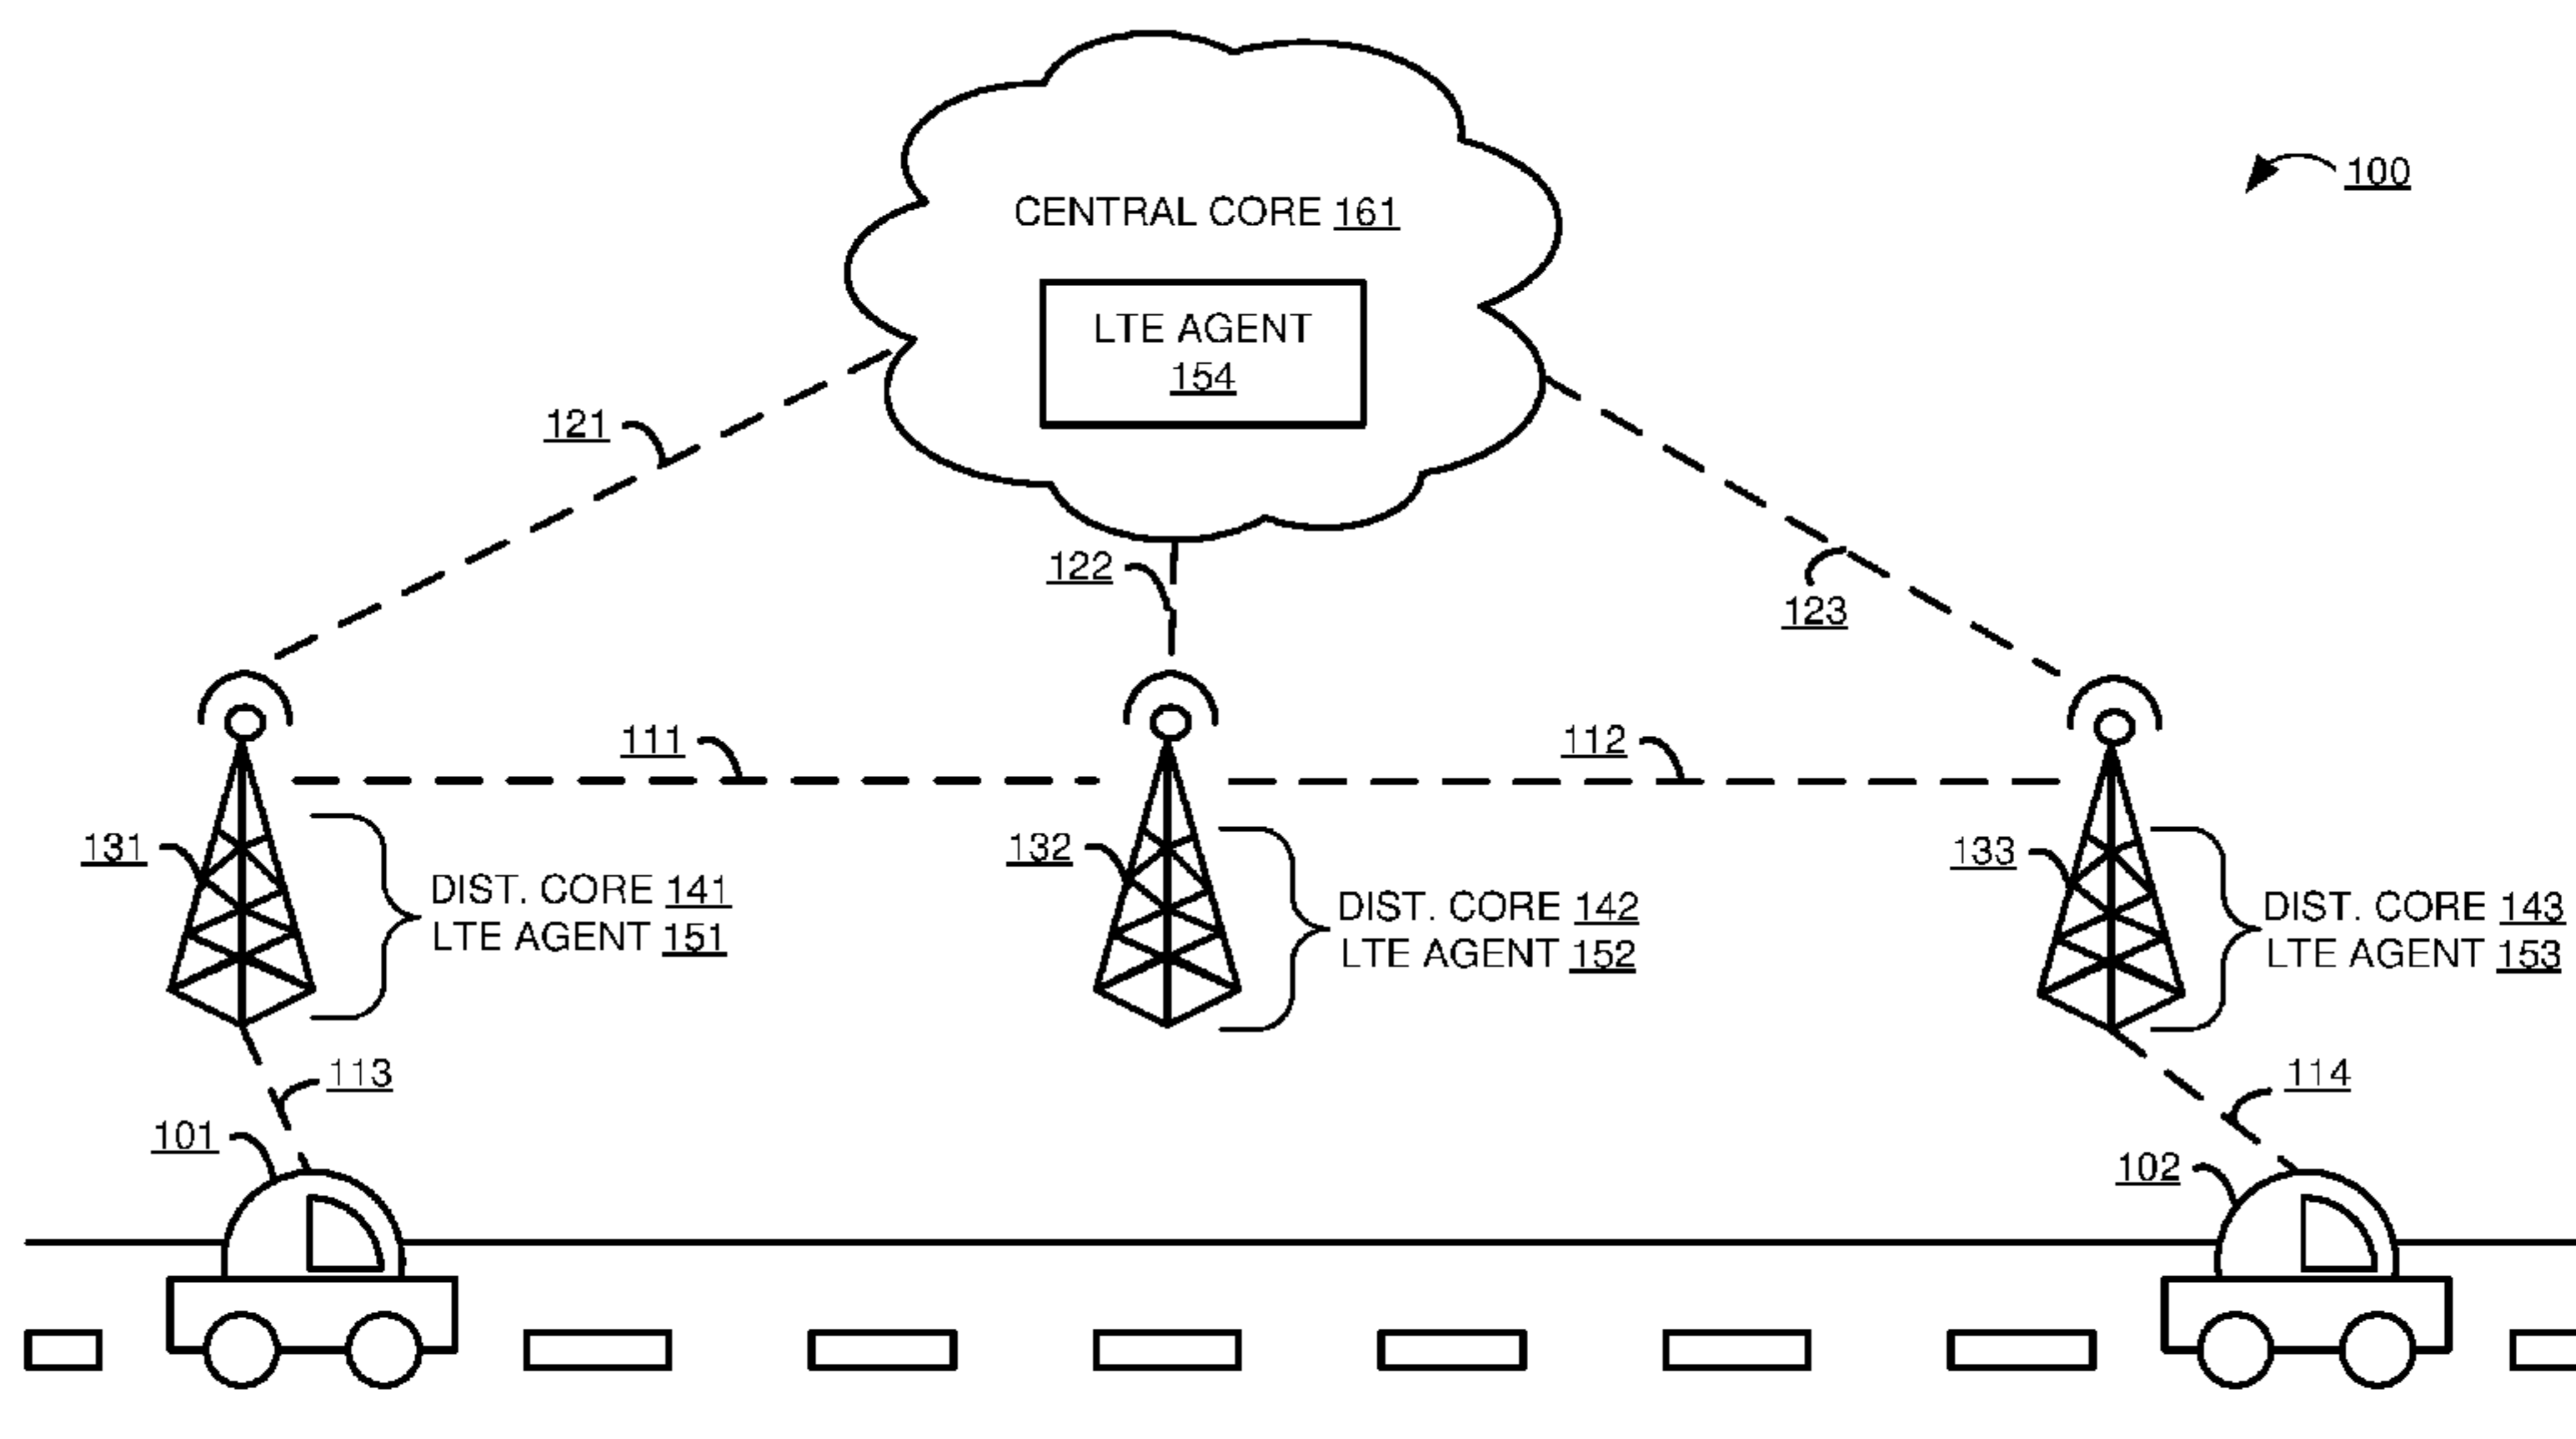 100
CENTRAL CORE 161
LTE AGENT
154
121
122
123
111
112
131
132
133
DIST. CORE 141
LTE AGENT 151
DIST. CORE 142
LTE AGENT 152
DIST. CORE 143
LTE AGENT 153
113
114
101
102